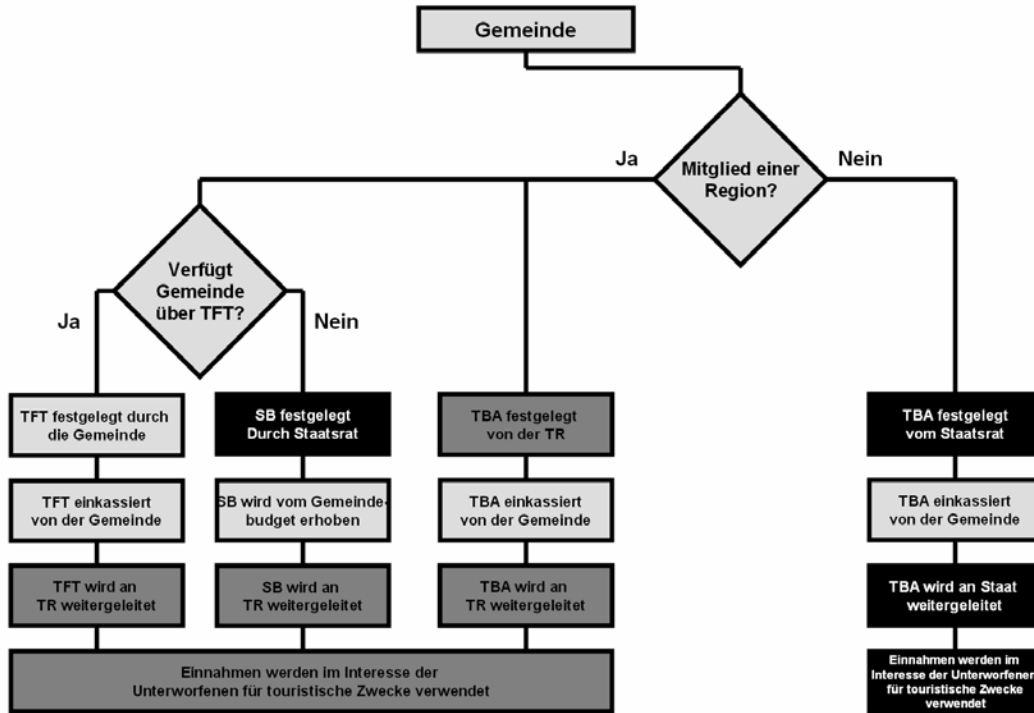 Gemeinde
Ja
Mitglied einer
Region?
Nein
Verfügt
Gemeinde
über TFT?
Ja
Nein
TFT festgelegt durch
die Gemeinde
SB festgelegt
Durch Staatsrat
TBA festgelegt
von der TR
TBA festgelegt
vom Staatsrat
TFT einkassiert
von der Gemeinde
SB wird vom Gemeinde-
budget erhoben
TBA einkassiert
von der Gemeinde
TBA einkassiert
von der Gemeinde
TFT wird an
TR weitergeleitet
SB wird an
TR weitergeleitet
TBA wird an
TR weitergeleitet
TBA wird an Staat
weitergeleitet
Einnahmen werden im Interesse der
Unterworfenen für touristische Zwecke verwendet
Einnahmen werden im
Interesse der Unterworfenen
für touristische Zwecke
verwendet